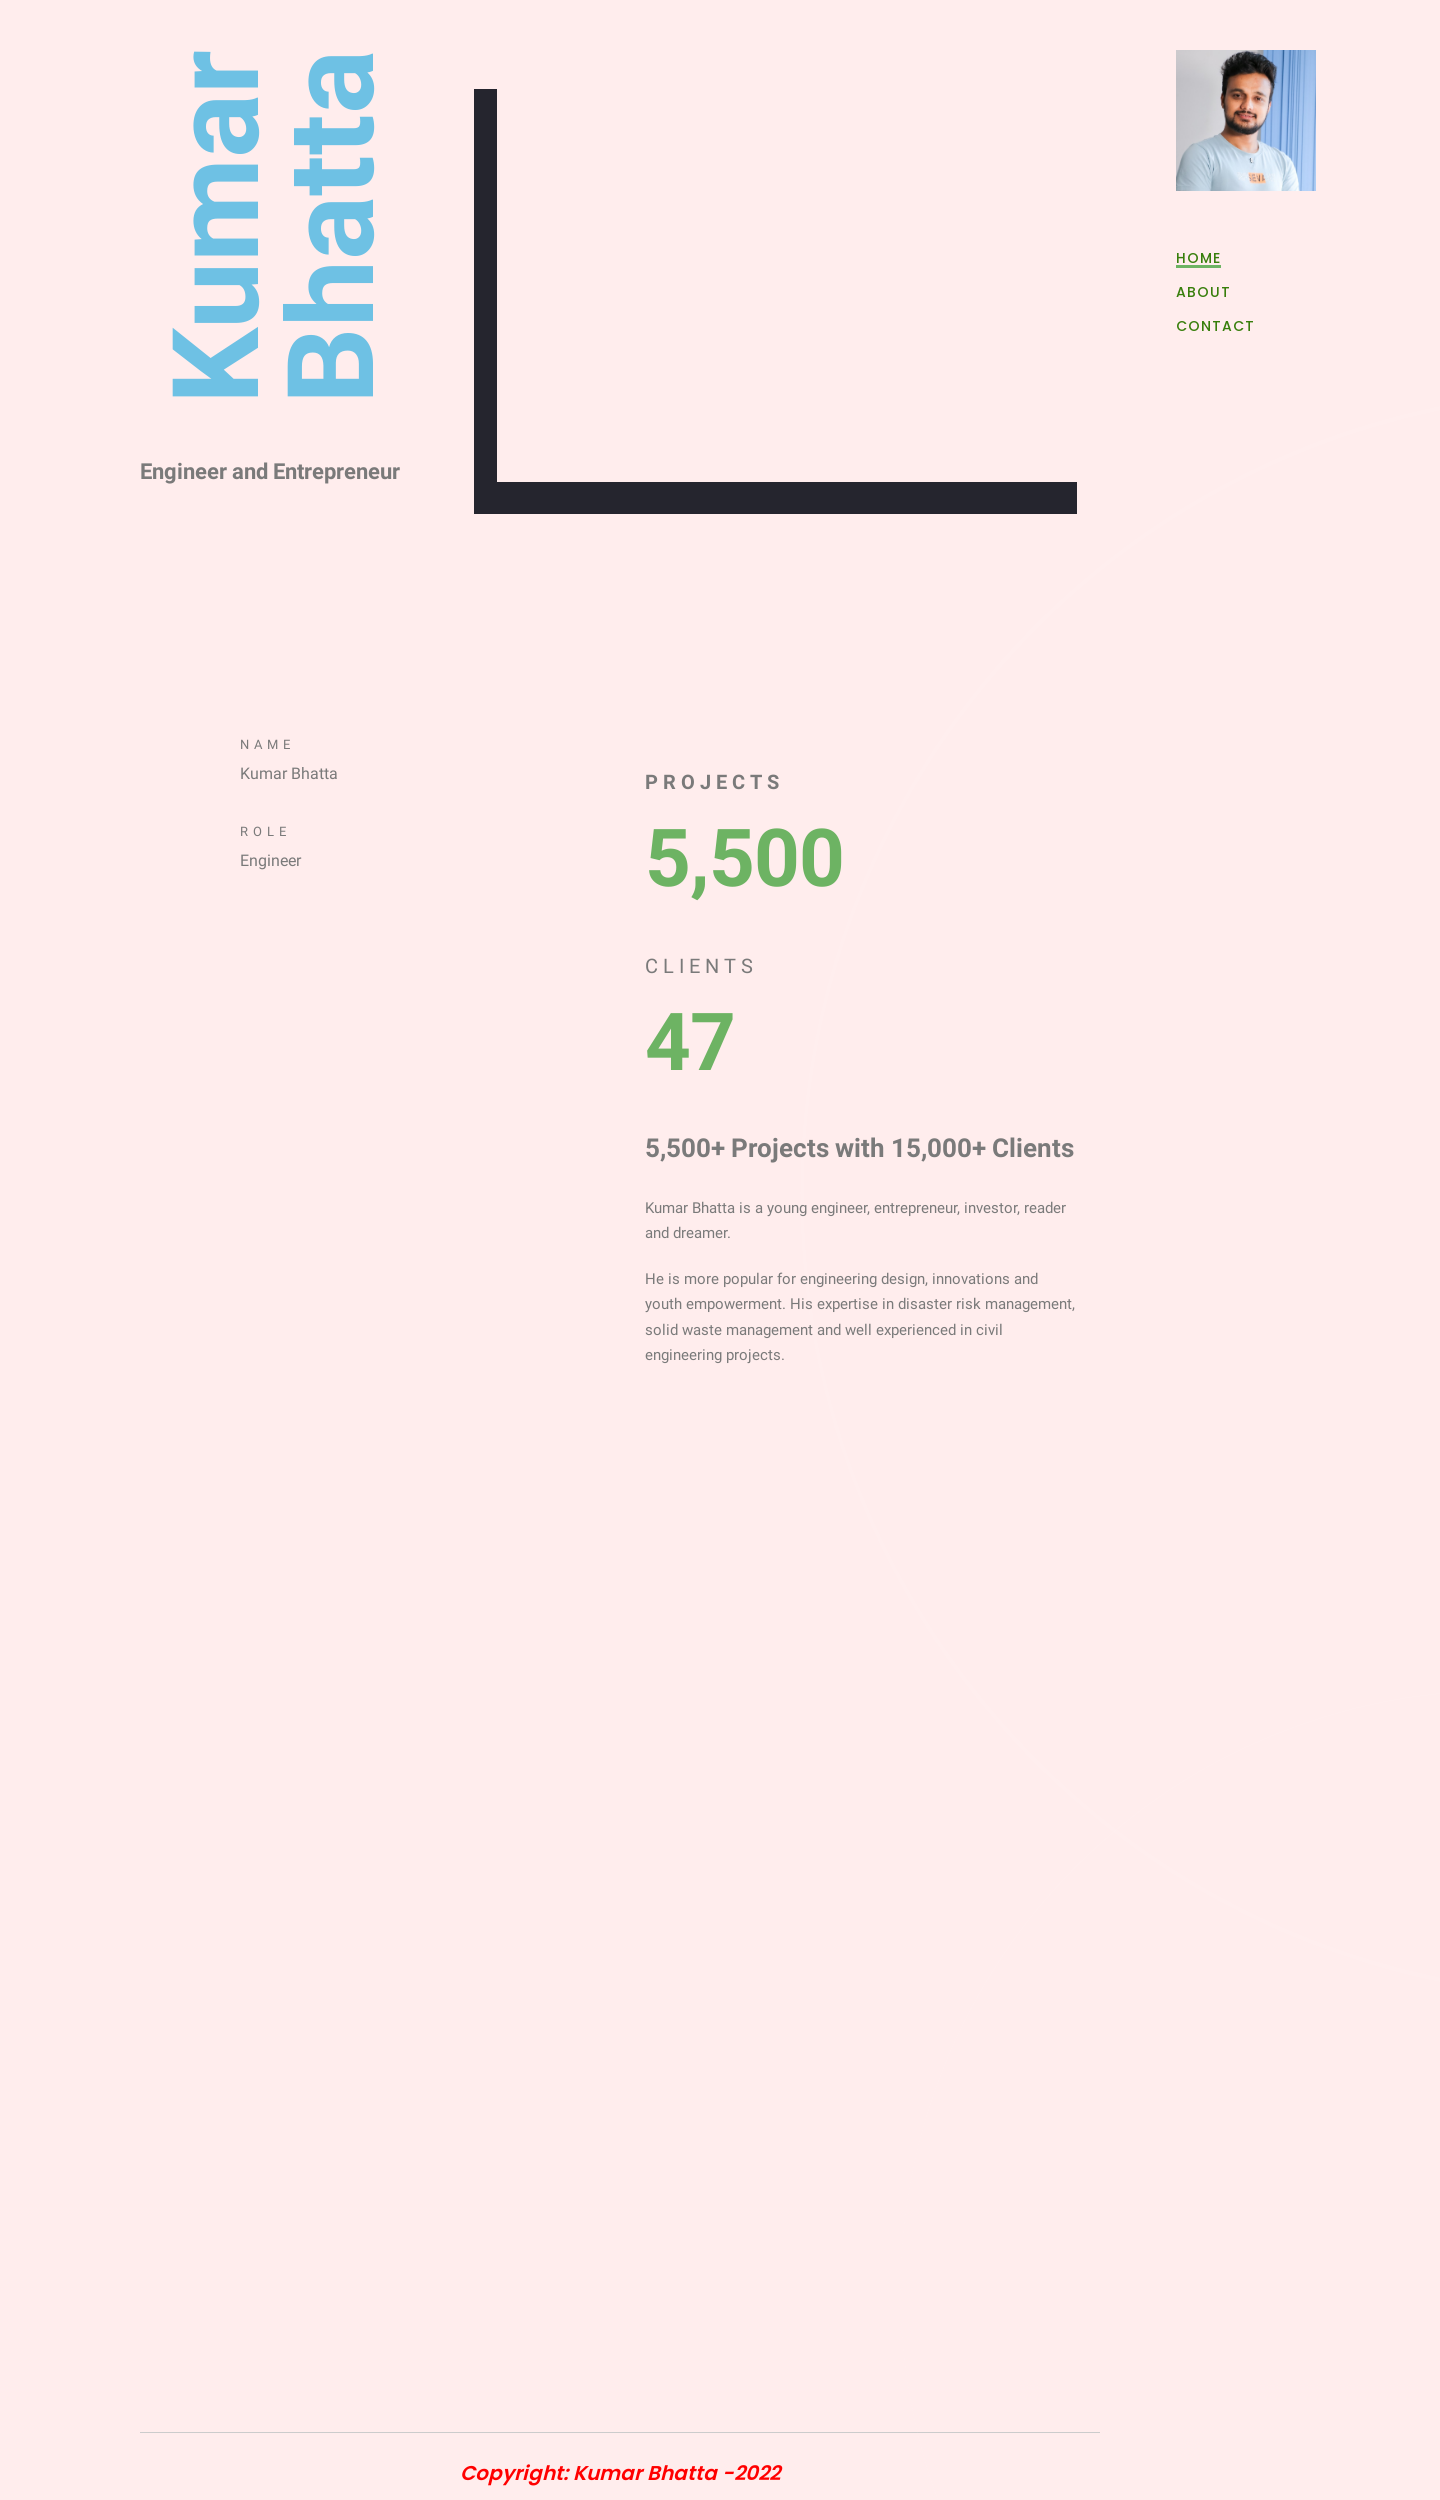 Kumar
Bhatta
Engineer and Entrepreneur
HOME
ABOUT
CONTACT
NAME
Kumar Bhatta
ROLE
Engineer
PROJECTS
5,500
CLIENTS
47
5,500+ Projects with 15,000+ Clients
Kumar Bhatta is a young engineer, entrepreneur, investor, reader
and dreamer.
He is more popular for engineering design, innovations and
youth empowerment. His expertise in disaster risk management,
solid waste management and well experienced in civil
engineering projects.
Copyright: Kumar Bhatta -2022